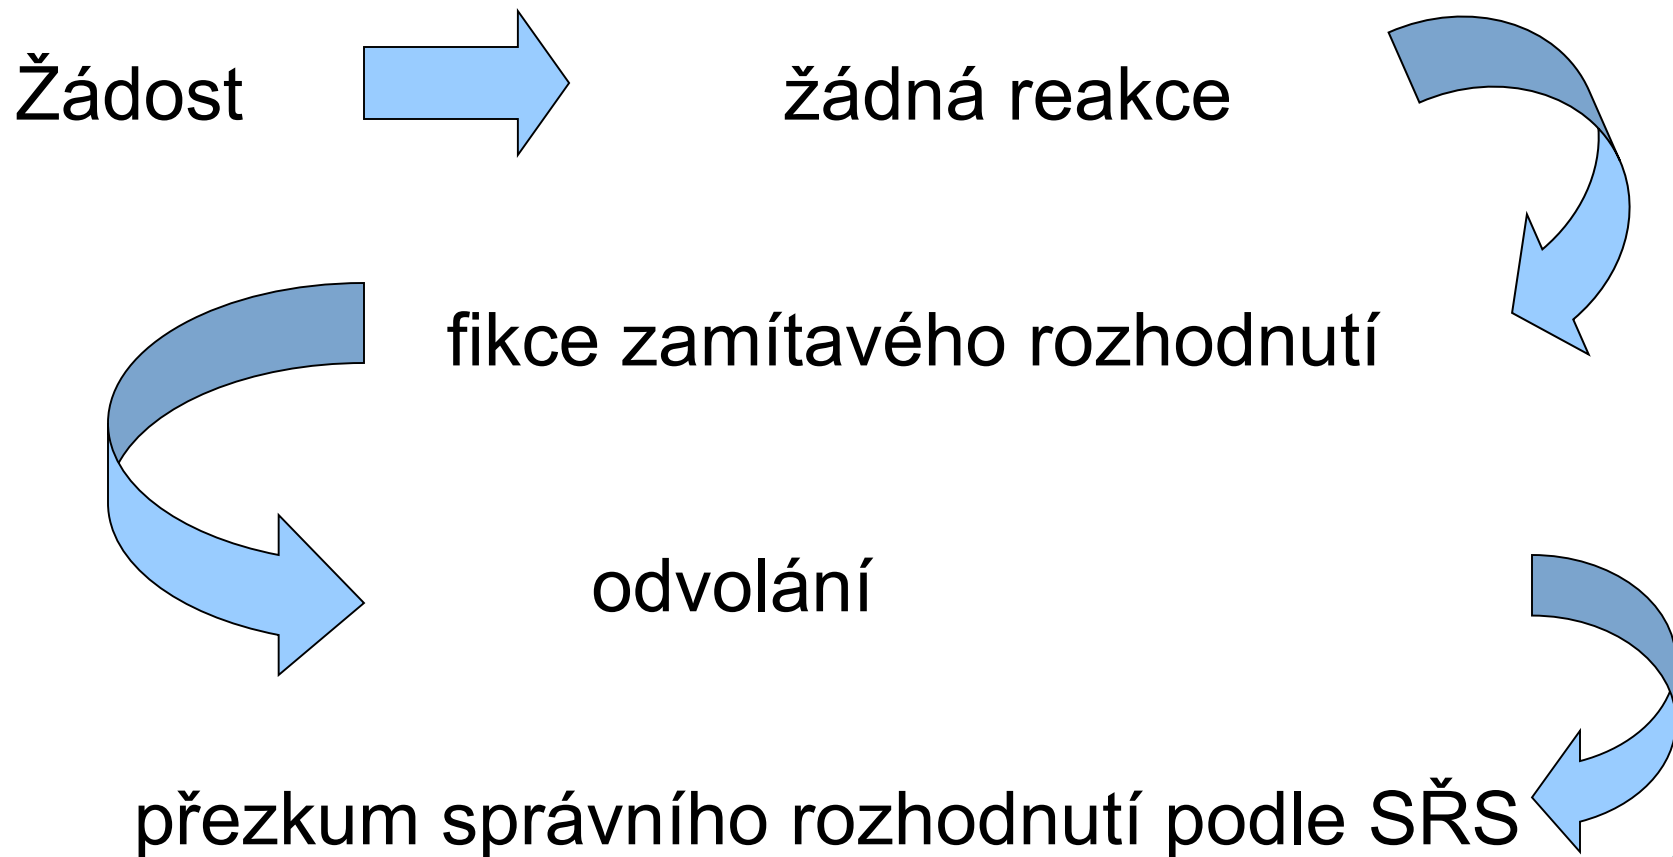 Žádost
žádná reakce
fikce zamítavého rozhodnutí
odvolání
přezkum správního rozhodnutí podle SŘS